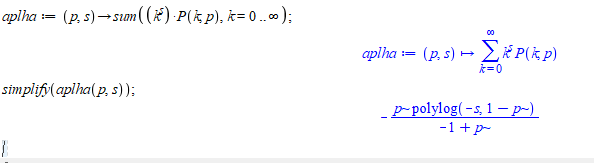 aplha := (p, s) → sum((k^s)·P(k, p), k = 0 .. ∞);
aplha := (p, s) ↦ ∑_{k=0}^{∞} k^s P(k, p)
simplify(aplha(p, s));
- (p~ polylog(-s, 1 - p~)) / (-1 + p~)
}